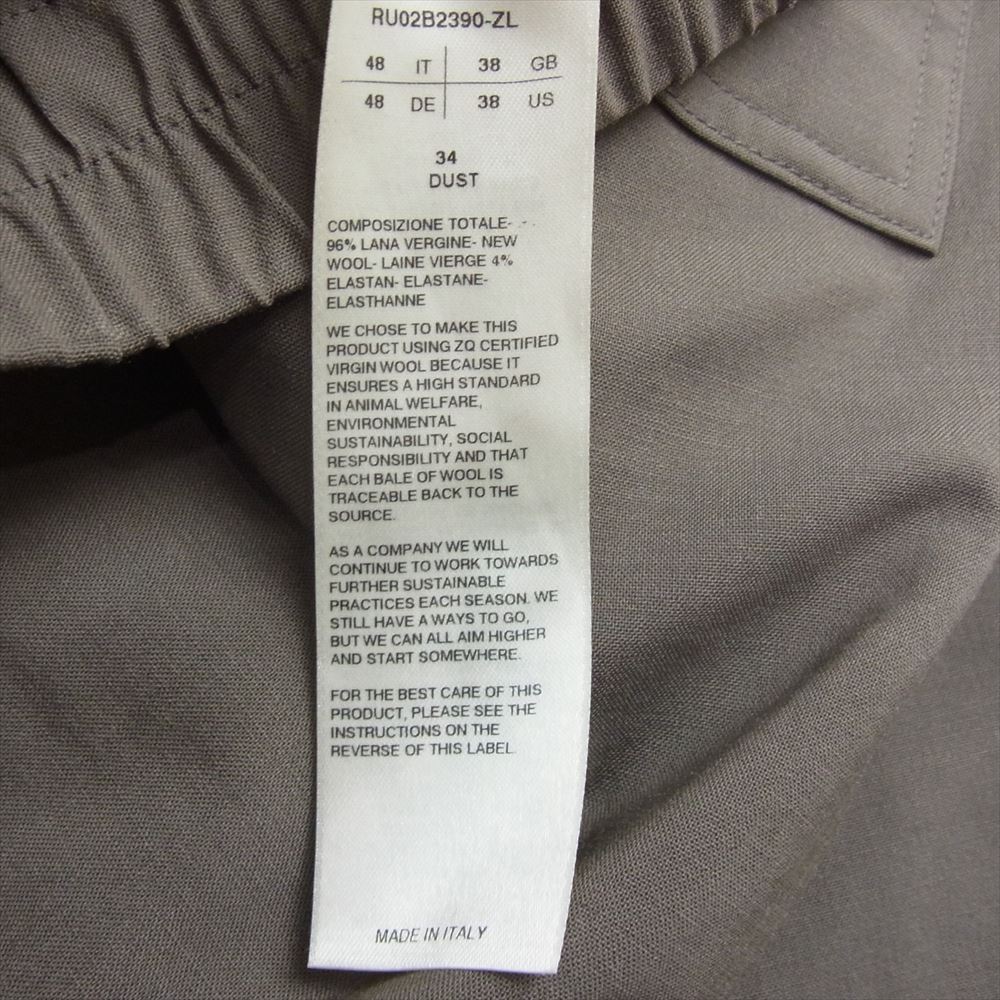 RU02B2390-ZL
48 IT 38 GB
48 DE 38 US
34
DUST
COMPOSIZIONE TOTALE-
96% LANA VERGINE- NEW
WOOL- LAINE VIERGE 4%
ELASTAN- ELASTANE-
ELASTHANNE
WE CHOSE TO MAKE THIS
PRODUCT USING ZQ CERTIFIED
VIRGIN WOOL BECAUSE IT
ENSURES A HIGH STANDARD
IN ANIMAL WELFARE,
ENVIRONMENTAL
SUSTAINABILITY, SOCIAL
RESPONSIBILITY AND THAT
EACH BALE OF WOOL IS
TRACEABLE BACK TO THE
SOURCE.
AS A COMPANY WE WILL
CONTINUE TO WORK TOWARDS
FURTHER SUSTAINABLE
PRACTICES EACH SEASON. WE
STILL HAVE A WAYS TO GO,
BUT WE CAN ALL AIM HIGHER
AND START SOMEWHERE.
FOR THE BEST CARE OF THIS
PRODUCT, PLEASE SEE THE
INSTRUCTIONS ON THE
REVERSE OF THIS LABEL.
MADE IN ITALY